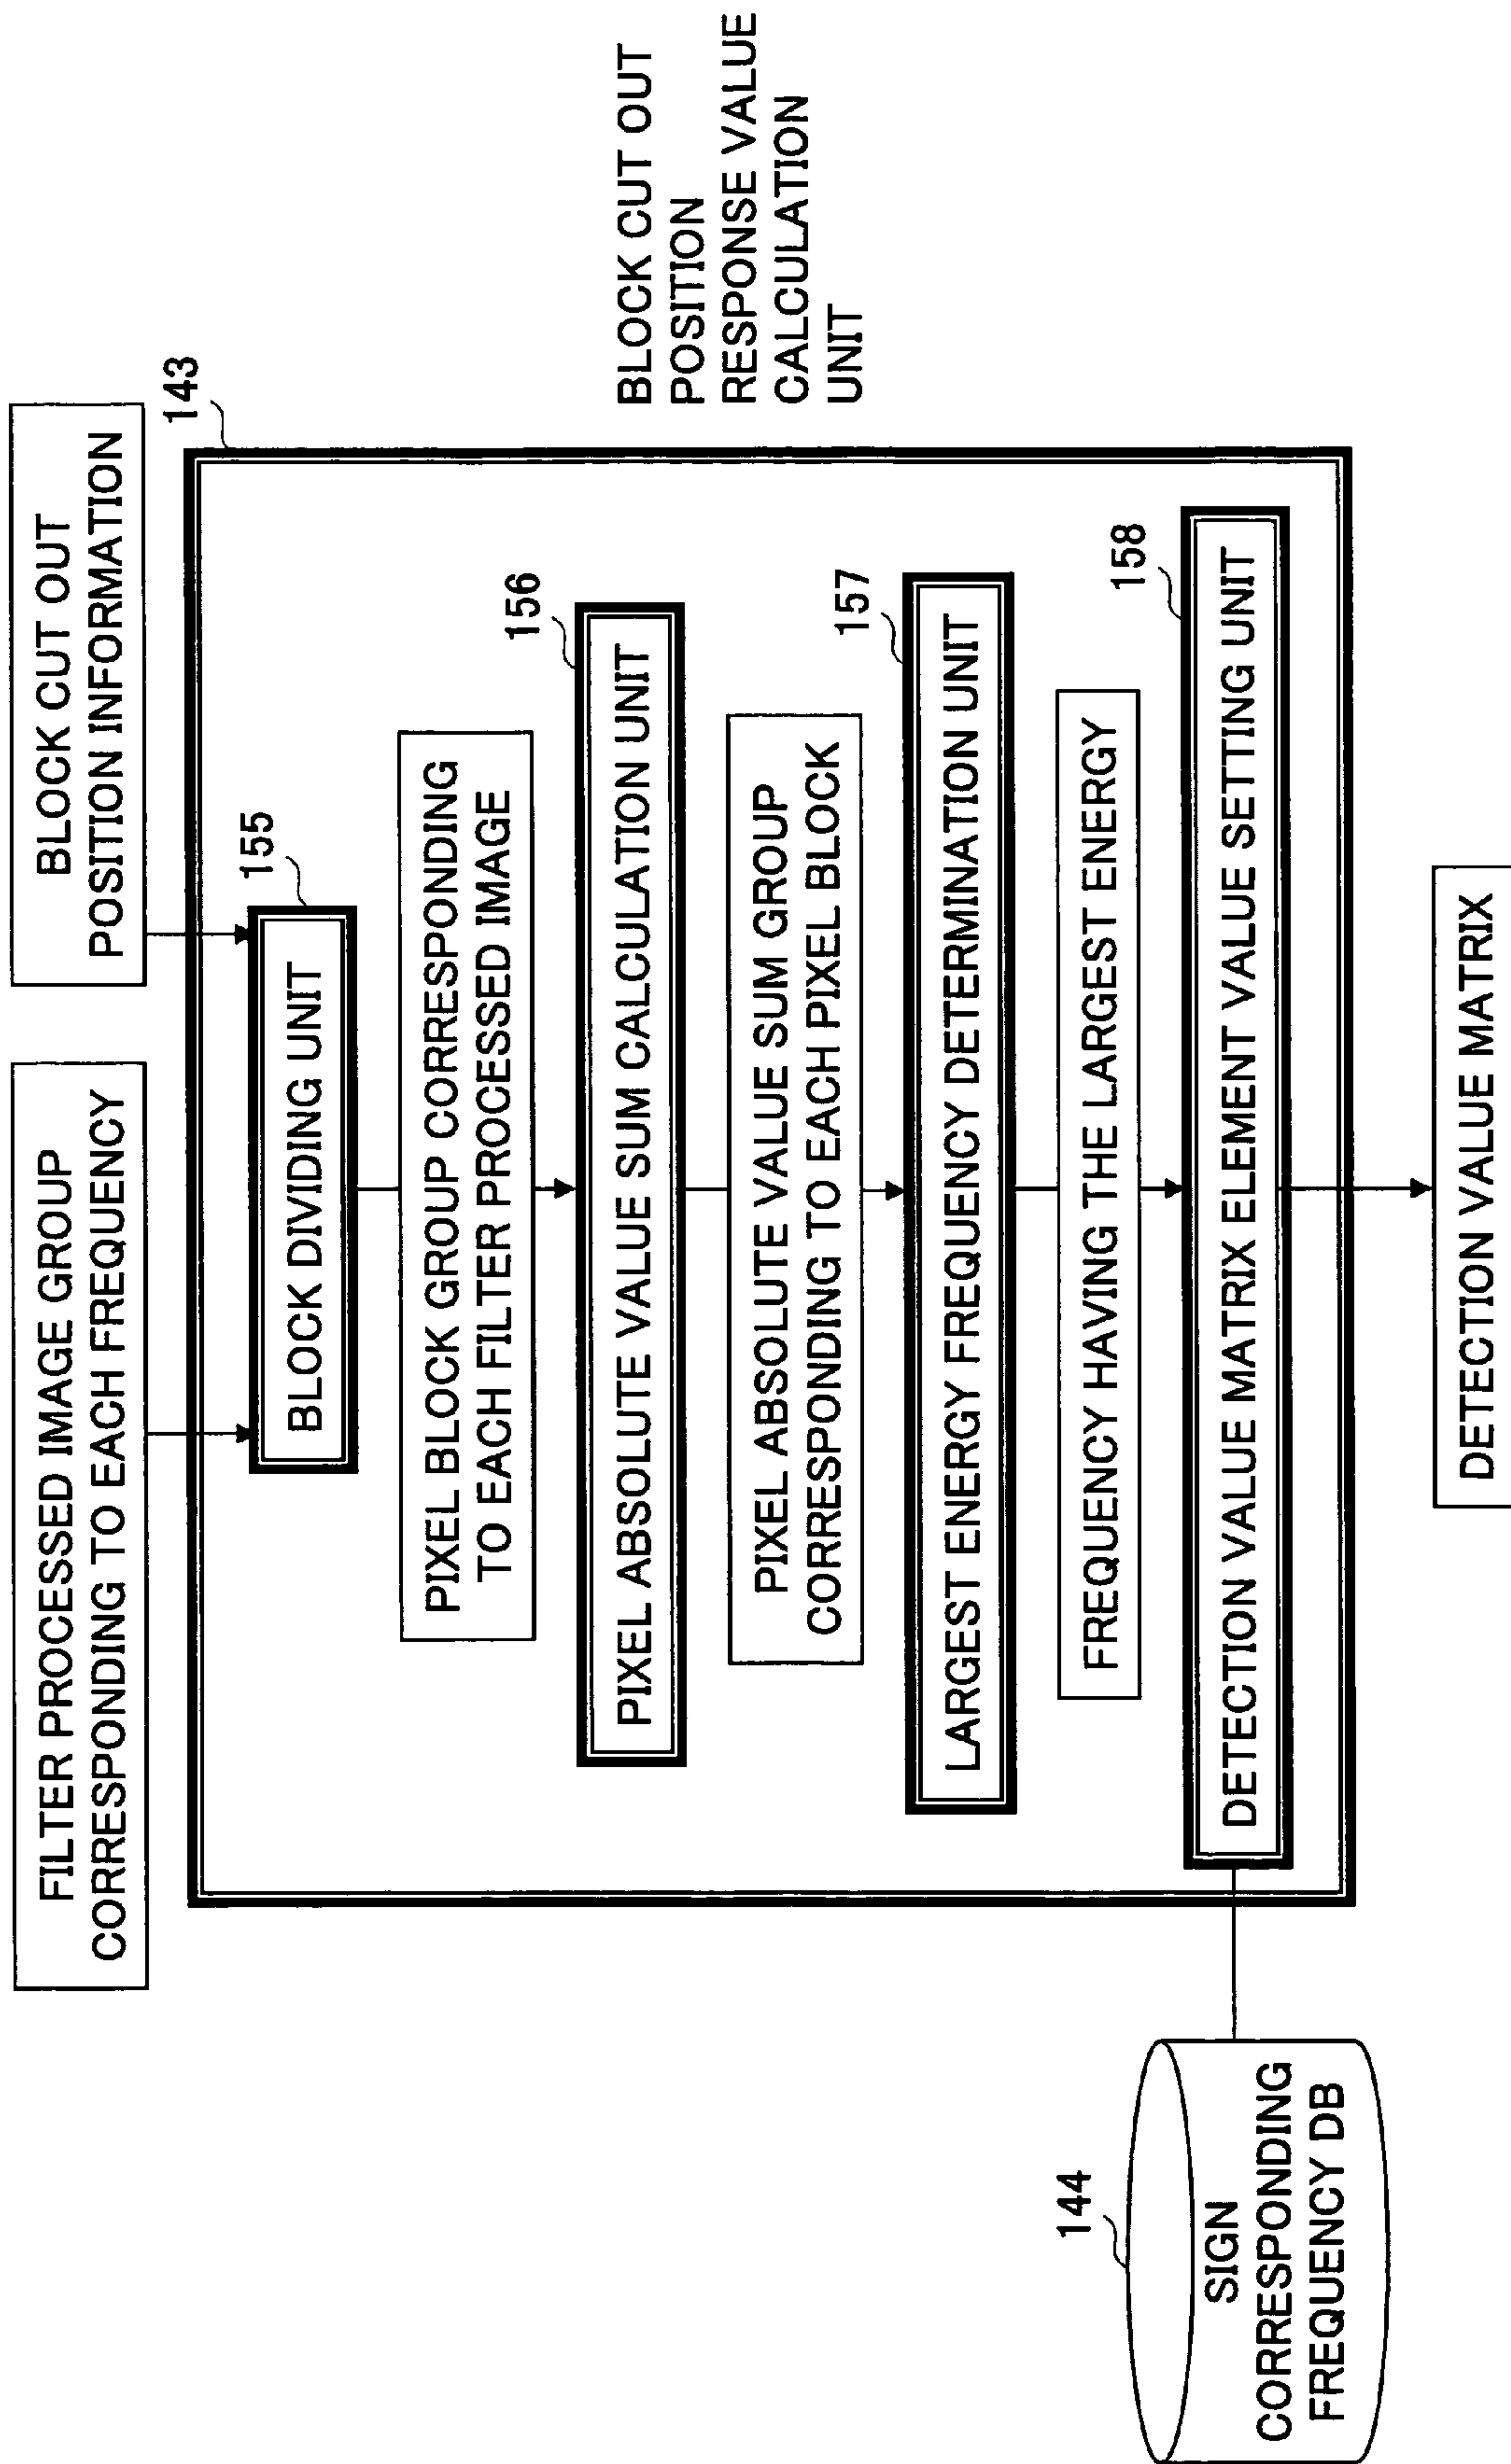 FILTER PROCESSED IMAGE GROUP
CORRESPONDING TO EACH FREQUENCY
BLOCK CUT OUT
POSITION INFORMATION
143
155
BLOCK DIVIDING UNIT
PIXEL BLOCK GROUP CORRESPONDING
TO EACH FILTER PROCESSED IMAGE
156
PIXEL ABSOLUTE VALUE SUM CALCULATION UNIT
BLOCK CUT OUT
POSITION
RESPONSE VALUE
CALCULATION
UNIT
PIXEL ABSOLUTE VALUE SUM GROUP
CORRESPONDING TO EACH PIXEL BLOCK
157
LARGEST ENERGY FREQUENCY DETERMINATION UNIT
FREQUENCY HAVING THE LARGEST ENERGY
158
DETECTION VALUE MATRIX ELEMENT VALUE SETTING UNIT
144
SIGN
CORRESPONDING
FREQUENCY DB
DETECTION VALUE MATRIX